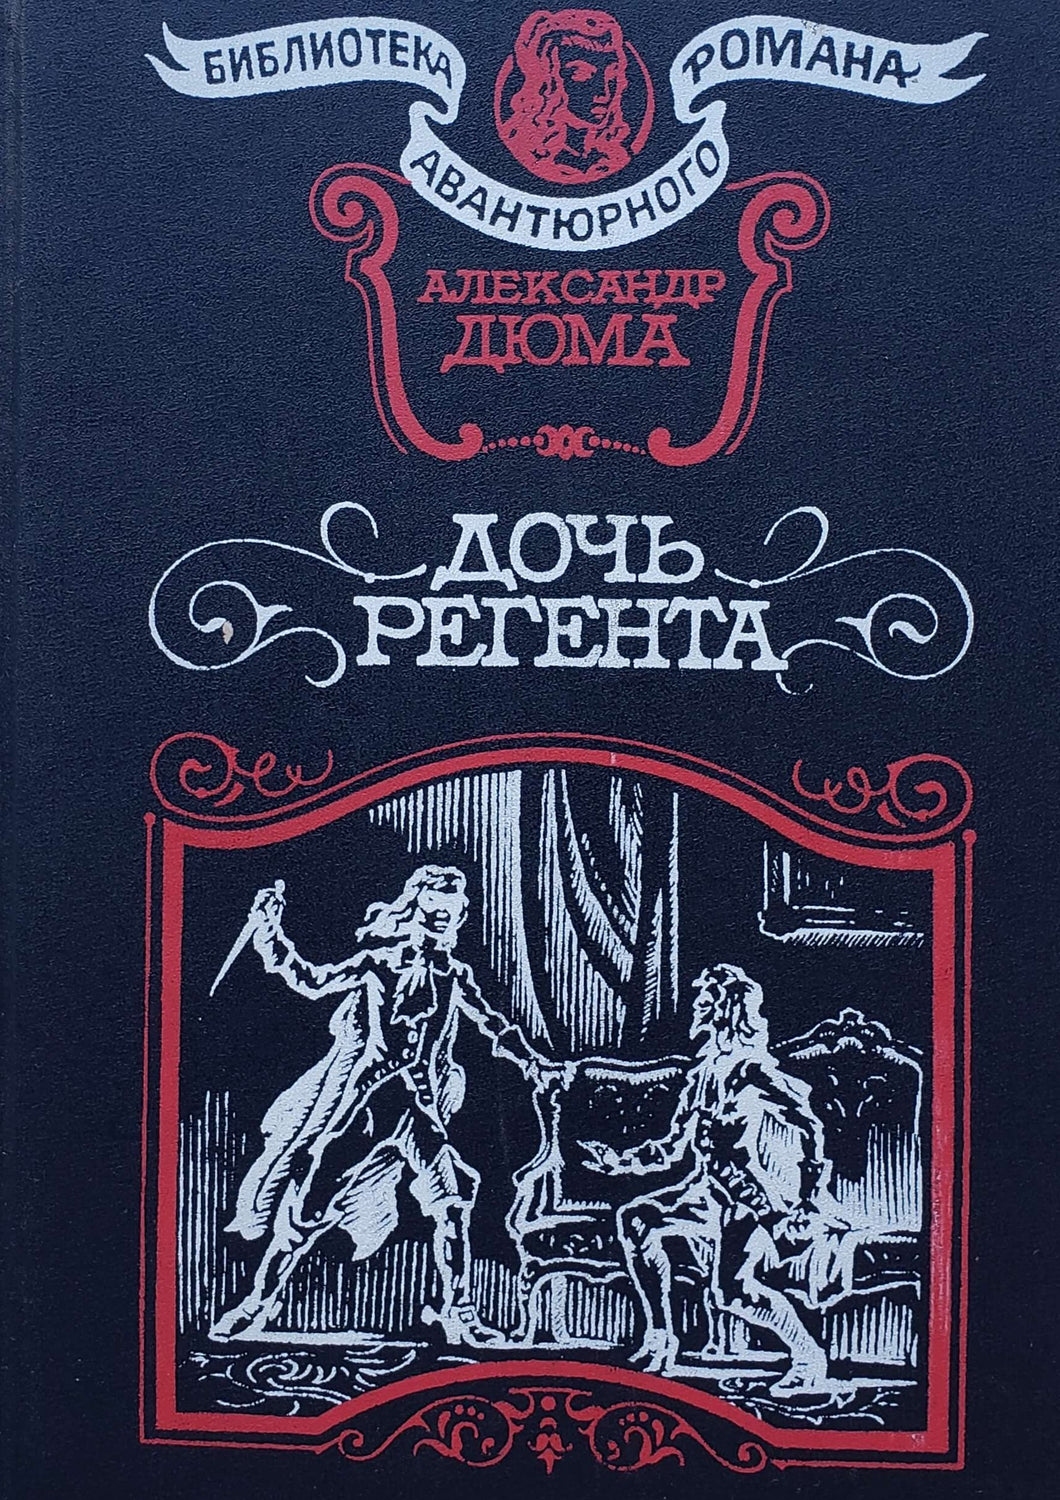 БИБЛИОТЕКА
АВАНТЮРНОГО
РОМАНА
АЛЕКСАНДР
ДЮМА
ДОЧЬ
РЕГЕНТА